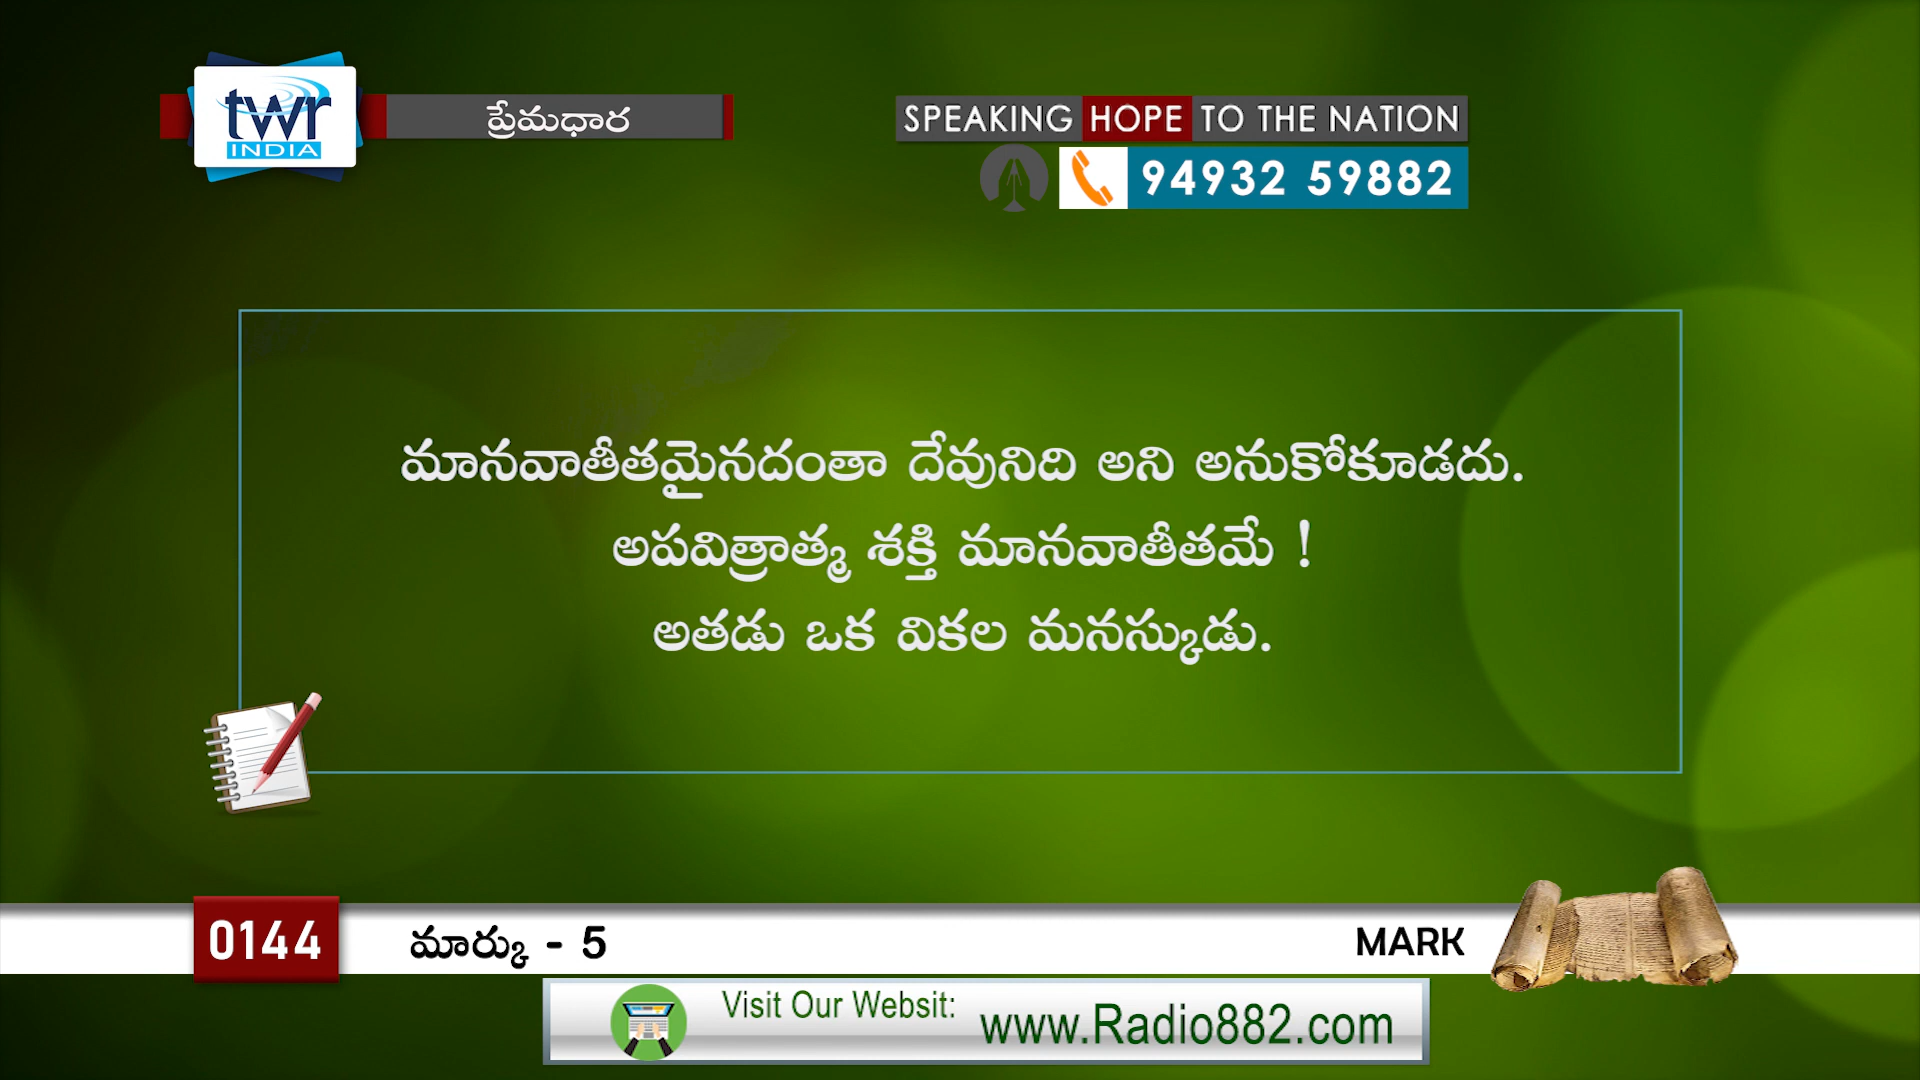 twr
INDIA
ప్రేమధార
SPEAKING HOPE TO THE NATION
94932 59882
మానవాతీతమైనదంతా దేవునిది అని అనుకోకూడదు.
అపవిత్రాత్మ శక్తి మానవాతీతమే !
అతడు ఒక వికల మనస్కుడు.
0144
మార్కు - 5
MARK
Visit Our Websit:
www.Radio882.com